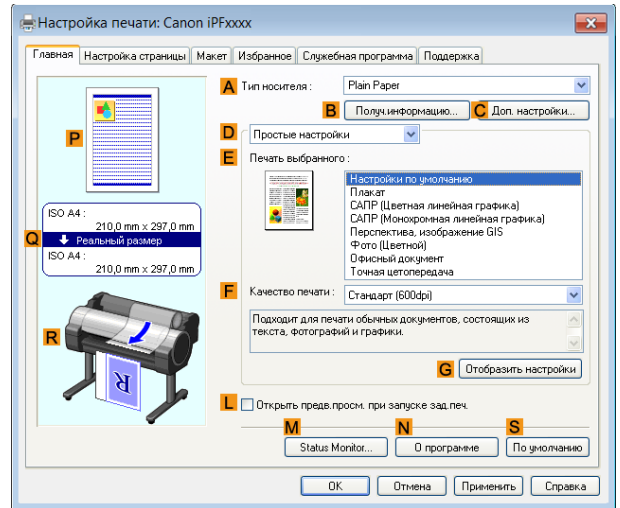 Настройка печати: Canon iPFxxxx
Главная Настройка страницы Макет Избранное Служебная программа Поддержка
A Тип носителя : Plain Paper
B Получ.информацию... C Доп. настройки...
P
D Простые настройки
E Печать выбранного :
Настройки по умолчанию
Плакат
САПР (Цветная линейная графика)
САПР (Монохромная линейная графика)
Перспектива, изображение GIS
Фото (Цветной)
Офисный документ
Точная цетопередача
ISO A4 :
210,0 mm x 297,0 mm
Q Реальный размер
ISO A4 :
210,0 mm x 297,0 mm
F Качество печати : Стандарт (600dpi)
Подходит для печати обычных документов, состоящих из
текста, фотографий и графики.
R
G Отобразить настройки
L Открыть предв.просм. при запуске зад.печ.
M N S
Status Monitor... О программе По умолчанию
OK Отмена Применить Справка